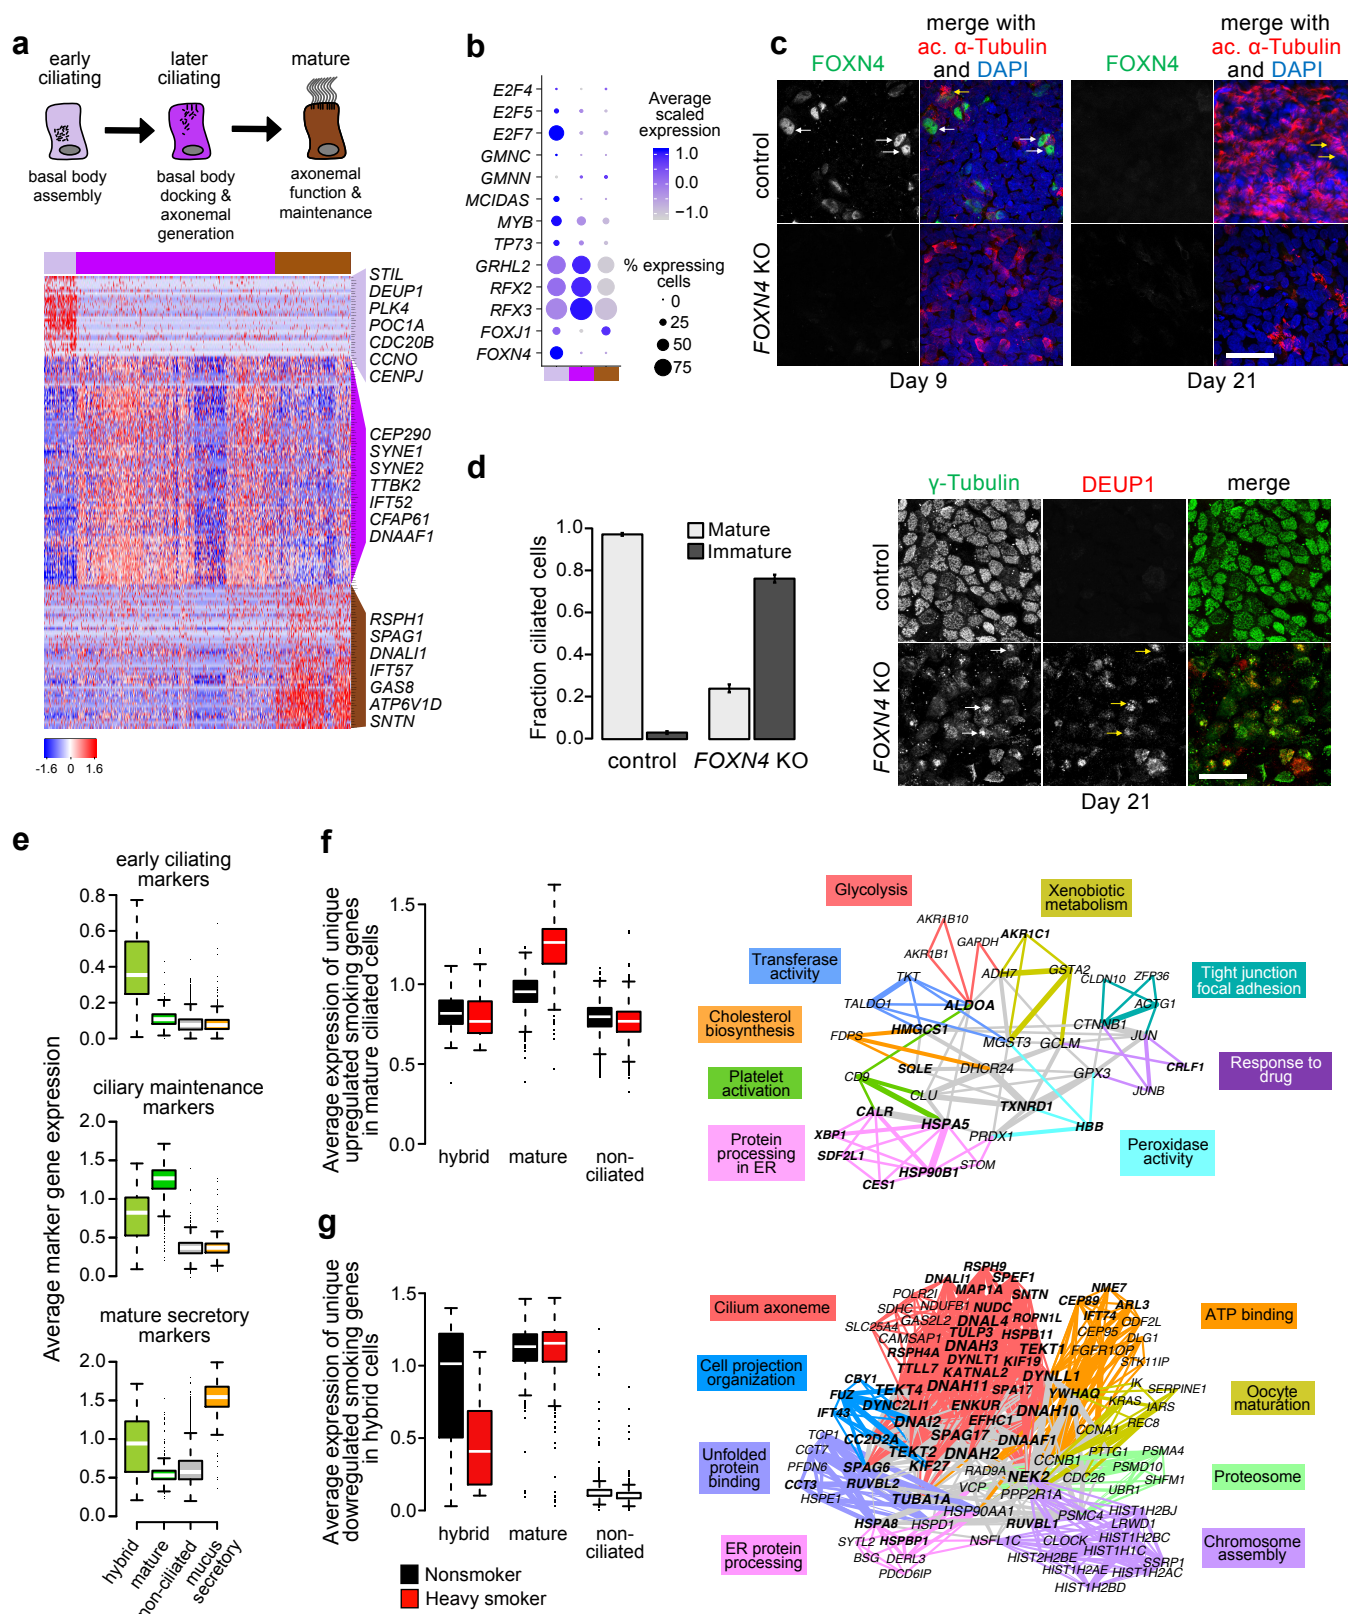 a
early
ciliating
later
ciliating
mature
basal body
assembly
basal body
docking &
axonemal
generation
axonemal
function &
maintenance
STIL
DEUP1
PLK4
POC1A
CDC20B
CCNO
CENPJ
CEP290
SYNE1
SYNE2
TTBK2
IFT52
CFAP61
DNAAF1
RSPH1
SPAG1
DNALI1
IFT57
GAS8
ATP6V1D
SNTN
-1.6 0 1.6
b
E2F4
E2F5
E2F7
GMNC
GMNN
MCIDAS
MYB
TP73
GRHL2
RFX2
RFX3
FOXJ1
FOXN4
Average
scaled
expression
1.0
0.0
−1.0
% expressing
cells
0
25
50
75
c
FOXN4
merge with
ac. α-Tubulin
and DAPI
FOXN4
merge with
ac. α-Tubulin
and DAPI
control
FOXN4 KO
Day 9
Day 21
d
Fraction ciliated cells
1.0
0.8
0.6
0.4
0.2
0.0
Mature
Immature
control
FOXN4 KO
γ-Tubulin
DEUP1
merge
control
FOXN4 KO
Day 21
e
Average marker gene expression
early ciliating
markers
0.8
0.6
0.4
0.2
0.0
ciliary maintenance
markers
2.0
1.5
1.0
0.5
0.0
mature secretory
markers
2.0
1.5
1.0
0.5
0.0
hybrid
mature
non-ciliated
mucus
secretory
f
Average expression of unique
upregulated smoking genes
in mature ciliated cells
1.5
1.0
0.5
0.0
hybrid
mature
non-
ciliated
Glycolysis
Xenobiotic
metabolism
Transferase
activity
Cholesterol
biosynthesis
Platelet
activation
Protein
processing
in ER
Tight junction
focal adhesion
Response to
drug
Peroxidase
activity
AKR1B10
AKR1B1
GAPDH
AKR1C1
TKT
ADH7
GSTA2
CLDN10
ZFP36
TALDO1
ALDOA
ACTG1
FDPS
HMGCS1
MGST3
GCLM
CTNNB1
JUN
SQLE
DHCR24
GPX3
CRLF1
CD9
CLU
JUNB
CALR
HSPA5
TXNRD1
XBP1
PRDX1
HBB
SDF2L1
HSP90B1
STOM
CES1
g
Average expression of unique
dowregulated smoking genes
in hybrid cells
1.5
1.0
0.5
0.0
hybrid
mature
non-
ciliated
Nonsmoker
Heavy smoker
Cilium axoneme
Cell projection
organization
Unfolded
protein
binding
ER protein
processing
ATP binding
Oocyte
maturation
Proteosome
Chromosome
assembly
RSPH9
DNALI1
SPEF1
POLR2I
MAP1A
SNTN
NME7
SDHC
NDUFB1
NUDC
CEP89
ARL3
SLC25A4
GAS2L2
DNAL4
ROPN1L
IFT74
ODF2L
CAMSAP1
TULP3
HSPB11
CEP95
DLG1
RSPH4A
DNAH3
TEKT1
FGFR1OP
DYNLT1
KIF19
STK11IP
TTLL7
KATNAL2
DYNLL1
CBY1
TEKT4
DNAH11
SPA17
YWHAQ
IK
SERPINE1
FUZ
DYNC2LI1
ENKUR
DNAH10
KRAS
IARS
IFT43
DNAI2
EFHC1
REC8
CC2D2A
SPAG17
DNAAF1
CCNA1
TCP1
CCT7
TEKT2
DNAH2
CCNB1
PTTG1
PSMA4
PFDN6
SPAG6
KIF27
RAD9A
NEK2
CDC26
PSMD10
CCT3
RUVBL2
VCP
SHFM1
HSPE1
TUBA1A
PPP2R1A
UBR1
HSP90AA1
PSMC4
HIST1H2BJ
HSPA8
HSPD1
RUVBL1
LRWD1
SYTL2
HSPBP1
NSFL1C
CLOCK
HIST1H2BC
BSG
DERL3
HIST2H2BE
HIST1H1C
SSRP1
PDCD6IP
HIST1H2AE
HIST1H2AC
HIST1H2BD